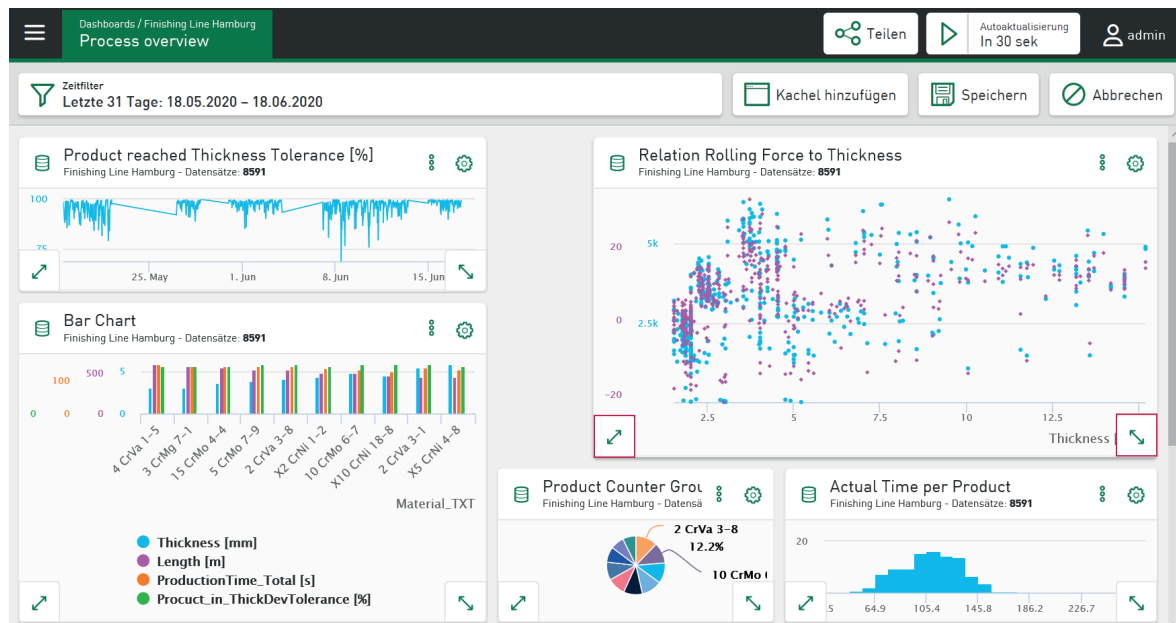 Dashboards / Finishing Line Hamburg
Process overview
Teilen
Autoaktualisierung
In 30 sek
admin
Zeitfilter
Letzte 31 Tage: 18.05.2020 – 18.06.2020
Kachel hinzufügen
Speichern
Abbrechen
Product reached Thickness Tolerance [%]
Finishing Line Hamburg - Datensätze: 8591
100
75
25. May
1. Jun
8. Jun
15. Jun
Relation Rolling Force to Thickness
Finishing Line Hamburg - Datensätze: 8591
20
5k
0
2.5k
-20
2.5
5
7.5
10
12.5
Thickness
Bar Chart
Finishing Line Hamburg - Datensätze: 8591
100
500
5
0
0
0
0
4 CrVa 1-5
3 CrMg 7-1
15 CrMo 4-4
5 CrMo 7-9
2 CrVa 3-8
X2 CrNi 1-2
10 CrMo 6-7
X10 CrNi 18-8
2 CrVa 3-1
X5 CrNi 4-8
Material_TXT
Thickness [mm]
Length [m]
ProductionTime_Total [s]
Procuct_in_ThickDevTolerance [%]
Product Counter Grou
Finishing Line Hamburg - Datensä
2 CrVa 3-8
12.2%
10 CrMo
Actual Time per Product
Finishing Line Hamburg - Datensätze: 8591
20
.5
64.9
105.4
145.8
186.2
226.7